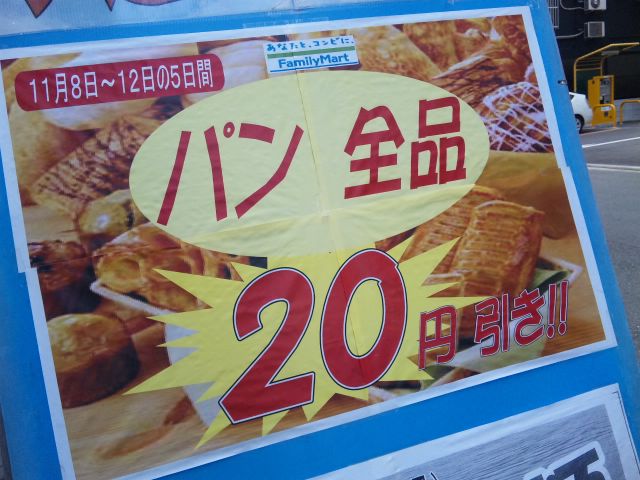 あなたと、コンビに、
FamilyMart
11月8日～12日の5日間
パン 全品
20円 引き!!